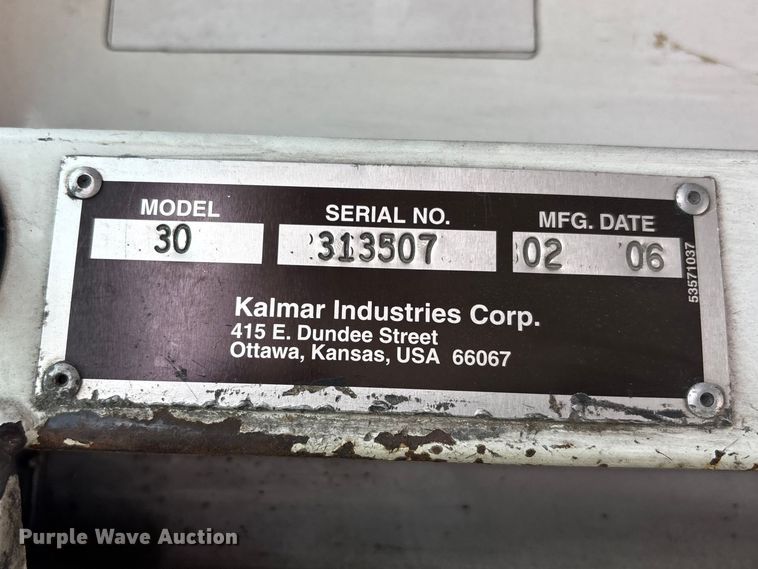 MODEL SERIAL NO. MFG. DATE
30 313507 02 06
53571037
Kalmar Industries Corp.
415 E. Dundee Street
Ottawa, Kansas, USA 66067
Purple Wave Auction